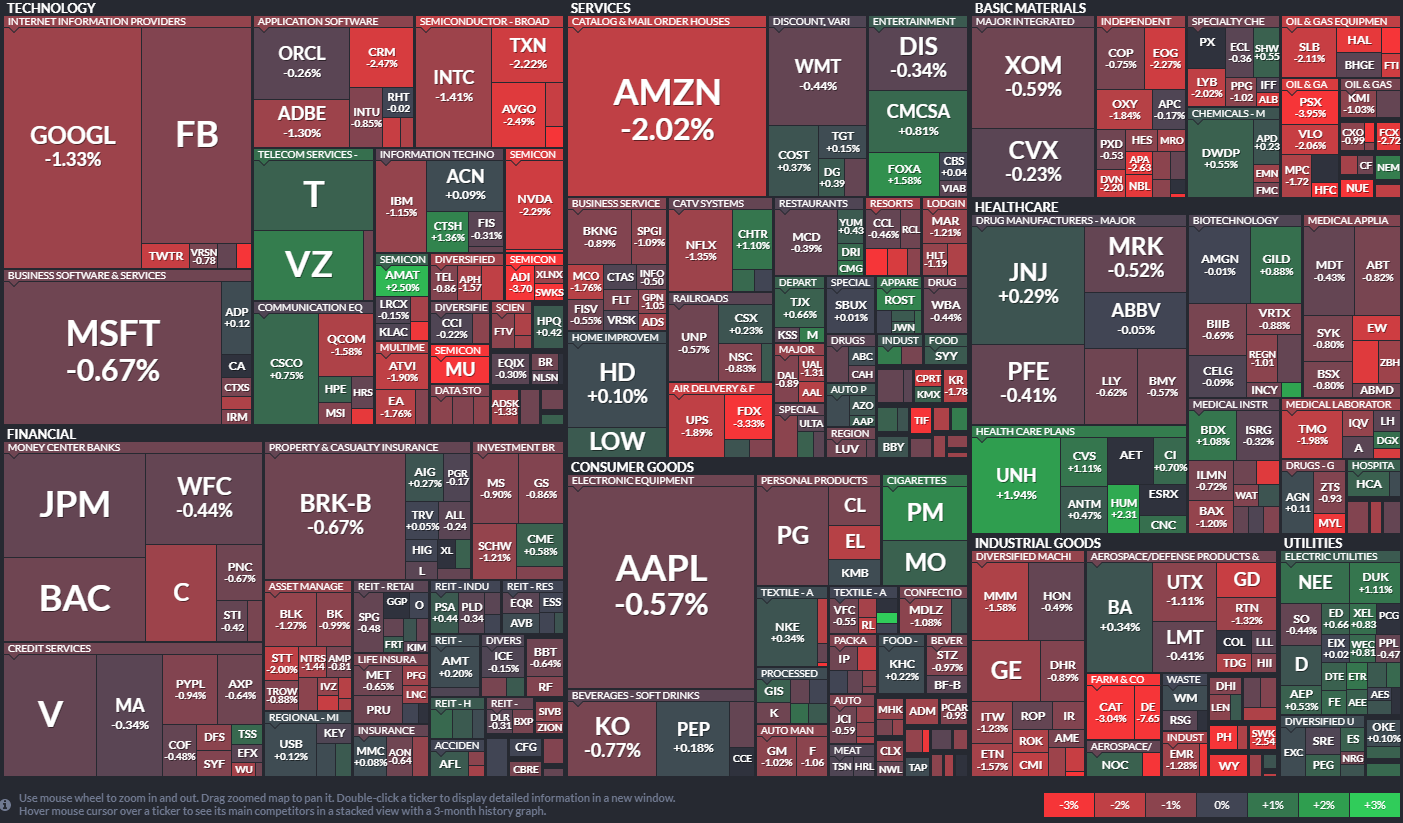 TECHNOLOGY
INTERNET INFORMATION PROVIDERS
GOOGL
-1.33%
FB
TWTR
VRSN
-0.78
APPLICATION SOFTWARE
ORCL
-0.26%
CRM
-2.47%
ADBE
-1.30%
INTU
-0.85%
RHT
-0.02
SEMICONDUCTOR - BROAD
INTC
-1.41%
TXN
-2.22%
AVGO
-2.49%
TELECOM SERVICES -
T
VZ
INFORMATION TECHNO
IBM
-1.15%
ACN
+0.09%
CTSH
+1.36%
FIS
-0.31%
SEMICON
NVDA
-2.29%
BUSINESS SOFTWARE & SERVICES
MSFT
-0.67%
ADP
+0.12
CA
CTXS
IRM
COMMUNICATION EQ
CSCO
+0.75%
QCOM
-1.58%
HPE
HRS
MSI
SEMICON
AMAT
+2.50%
LRCX
-0.15%
KLAC
DIVERSIFIED
TEL
-0.86
APH
-1.57
SEMICON
ADI
-3.70
XLNX
SWKS
DIVERSIFIE
CCI
-0.22%
SCIEN
FTV
HPQ
+0.42
MULTIME
ATVI
-1.90%
EA
-1.76%
SEMICON
MU
EQIX
-0.30%
BR
NLSN
DATA STO
ADSK
-1.33
SERVICES
CATALOG & MAIL ORDER HOUSES
AMZN
-2.02%
DISCOUNT, VARI
WMT
-0.44%
COST
+0.37%
TGT
+0.15%
DG
+0.39
ENTERTAINMENT
DIS
-0.34%
CMCSA
+0.81%
FOXA
+1.58%
CBS
+0.04
VIAB
BUSINESS SERVICE
BKNG
-0.89%
SPGI
-1.09%
MCO
-1.76%
CTAS
INFO
-0.50
FISV
-0.55%
FLT
GPN
-1.05
VRSK
ADS
CATV SYSTEMS
NFLX
-1.35%
CHTR
+1.10%
RESTAURANTS
MCD
-0.39%
YUM
+0.43
DRI
CMG
RESORTS
CCL
-0.46%
RCL
LODGIN
MAR
-1.21%
HLT
-1.19
RAILROADS
UNP
-0.57%
CSX
+0.23%
NSC
-0.83%
DEPART
TJX
+0.66%
KSS
M
SPECIAL
SBUX
+0.01%
APPARE
ROST
JWN
DRUG
WBA
-0.44%
HOME IMPROVEM
HD
+0.10%
LOW
MAJOR
DAL
-0.89
UAL
-1.31
AAL
DRUGS
ABC
CAH
INDUST
FOOD
SYY
AIR DELIVERY & F
UPS
-1.89%
FDX
-3.33%
AUTO P
AZO
AAP
CPRT
KMX
KR
-1.78
SPECIAL
ULTA
REGION
LUV
BBY
TIF
BASIC MATERIALS
MAJOR INTEGRATED
XOM
-0.59%
CVX
-0.23%
INDEPENDENT
COP
-0.75%
EOG
-2.27%
OXY
-1.84%
APC
-0.17%
PXD
-0.53
HES
MRO
APA
-2.63
DVN
-2.20
NBL
SPECIALTY CHE
PX
ECL
-0.36
SHW
+0.55
LYB
-2.02%
PPG
-1.02
IFF
ALB
CHEMICALS - M
DWDP
+0.55%
APD
+0.23
EMN
FMC
OIL & GAS EQUIPMEN
SLB
-2.11%
HAL
BHGE
FTI
OIL & GA
PSX
-3.95%
VLO
-2.06%
MPC
-1.72
HFC
OIL & GAS
KMI
-1.03%
CXO
-0.99
FCX
-2.72
CF
NEM
NUE
HEALTHCARE
DRUG MANUFACTURERS - MAJOR
JNJ
+0.29%
MRK
-0.52%
ABBV
-0.05%
PFE
-0.41%
LLY
-0.62%
BMY
-0.57%
BIOTECHNOLOGY
AMGN
-0.01%
GILD
+0.88%
BIIB
-0.69%
VRTX
-0.88%
REGN
-1.01
CELG
-0.09%
INCY
MEDICAL APPLIA
MDT
-0.43%
ABT
-0.82%
SYK
-0.80%
EW
ZBH
BSX
-0.80%
ABMD
HEALTH CARE PLANS
UNH
+1.94%
CVS
+1.11%
AET
CI
+0.70%
ANTM
+0.47%
HUM
+2.31
ESRX
CNC
MEDICAL INSTR
BDX
+1.08%
ISRG
-0.32%
ILMN
-0.72%
WAT
BAX
-1.20%
MEDICAL LABORATOR
TMO
-1.98%
IQV
LH
A
DGX
DRUGS - G
AGN
+0.11
ZTS
-0.93
MYL
HOSPITA
HCA
FINANCIAL
MONEY CENTER BANKS
JPM
WFC
-0.44%
BAC
C
PNC
-0.67%
STI
-0.42
PROPERTY & CASUALTY INSURANCE
BRK-B
-0.67%
AIG
+0.27%
PGR
-0.17
TRV
+0.05%
ALL
-0.24
HIG
XL
L
INVESTMENT BR
MS
-0.90%
GS
-0.86%
SCHW
-1.21%
CME
+0.58%
CREDIT SERVICES
V
MA
-0.34%
PYPL
-0.94%
AXP
-0.64%
COF
-0.48%
DFS
SYF
TSS
EFX
WU
ASSET MANAGE
BLK
-1.27%
BK
-0.99%
STT
-2.00%
NTRS
-1.44
AMP
-0.81
TROW
-0.88%
IVZ
REIT - RETAI
SPG
-0.48
GGP
O
FRT
KIM
REIT - INDU
PSA
+0.44
PLD
-0.34
REIT - RES
EQR
ESS
AVB
LIFE INSURA
MET
-0.65%
PFG
LNC
PRU
REIT -
AMT
+0.20%
DIVERS
ICE
-0.15%
BBT
-0.64%
RF
REGIONAL - MI
USB
+0.12%
KEY
INSURANCE
MMC
+0.08%
AON
-0.64
REIT - H
REIT -
DLR
-0.31
BXP
SIVB
ZION
ACCIDEN
AFL
CFG
CBRE
CONSUMER GOODS
ELECTRONIC EQUIPMENT
AAPL
-0.57%
BEVERAGES - SOFT DRINKS
KO
-0.77%
PEP
+0.18%
CCE
PERSONAL PRODUCTS
PG
CL
EL
KMB
CIGARETTES
PM
MO
TEXTILE - A
NKE
+0.34%
TEXTILE - A
VFC
-0.55
RL
CONFECTIO
MDLZ
-1.08%
PACKA
IP
FOOD -
KHC
+0.22%
BEVER
STZ
-0.97%
BF-B
PROCESSED
GIS
K
AUTO
JCI
-0.59
MHK
ADM
PCAR
-0.93
AUTO MAN
GM
-1.02%
F
-1.06
MEAT
TSN
HRL
CLX
NWL
TAP
INDUSTRIAL GOODS
DIVERSIFIED MACHI
MMM
-1.58%
HON
-0.49%
GE
DHR
-0.89%
ITW
-1.23%
ROP
IR
ETN
-1.57%
ROK
AME
CMI
AEROSPACE/DEFENSE PRODUCTS &
BA
+0.34%
UTX
-1.11%
GD
RTN
-1.32%
LMT
-0.41%
COL
LLL
TDG
HII
FARM & CO
CAT
-3.04%
DE
-7.65
AEROSPACE/
NOC
WASTE
WM
RSG
INDUST
EMR
-1.28%
DHI
LEN
PH
SWK
-2.54
WY
UTILITIES
ELECTRIC UTILITIES
NEE
DUK
+1.11%
SO
-0.44%
ED
+0.66
XEL
+0.83
PCG
EIX
+0.02
WEC
+0.81
PPL
-0.47
D
DTE
ETR
AEP
+0.53%
FE
AEE
AES
DIVERSIFIED U
EXC
SRE
ES
OKE
+0.10%
PEG
NRG
Use mouse wheel to zoom in and out. Drag zoomed map to pan it. Double-click a ticker to display detailed information in a new window.
Hover mouse cursor over a ticker to see its main competitors in a stacked view with a 3-month history graph.
-3%
-2%
-1%
0%
+1%
+2%
+3%